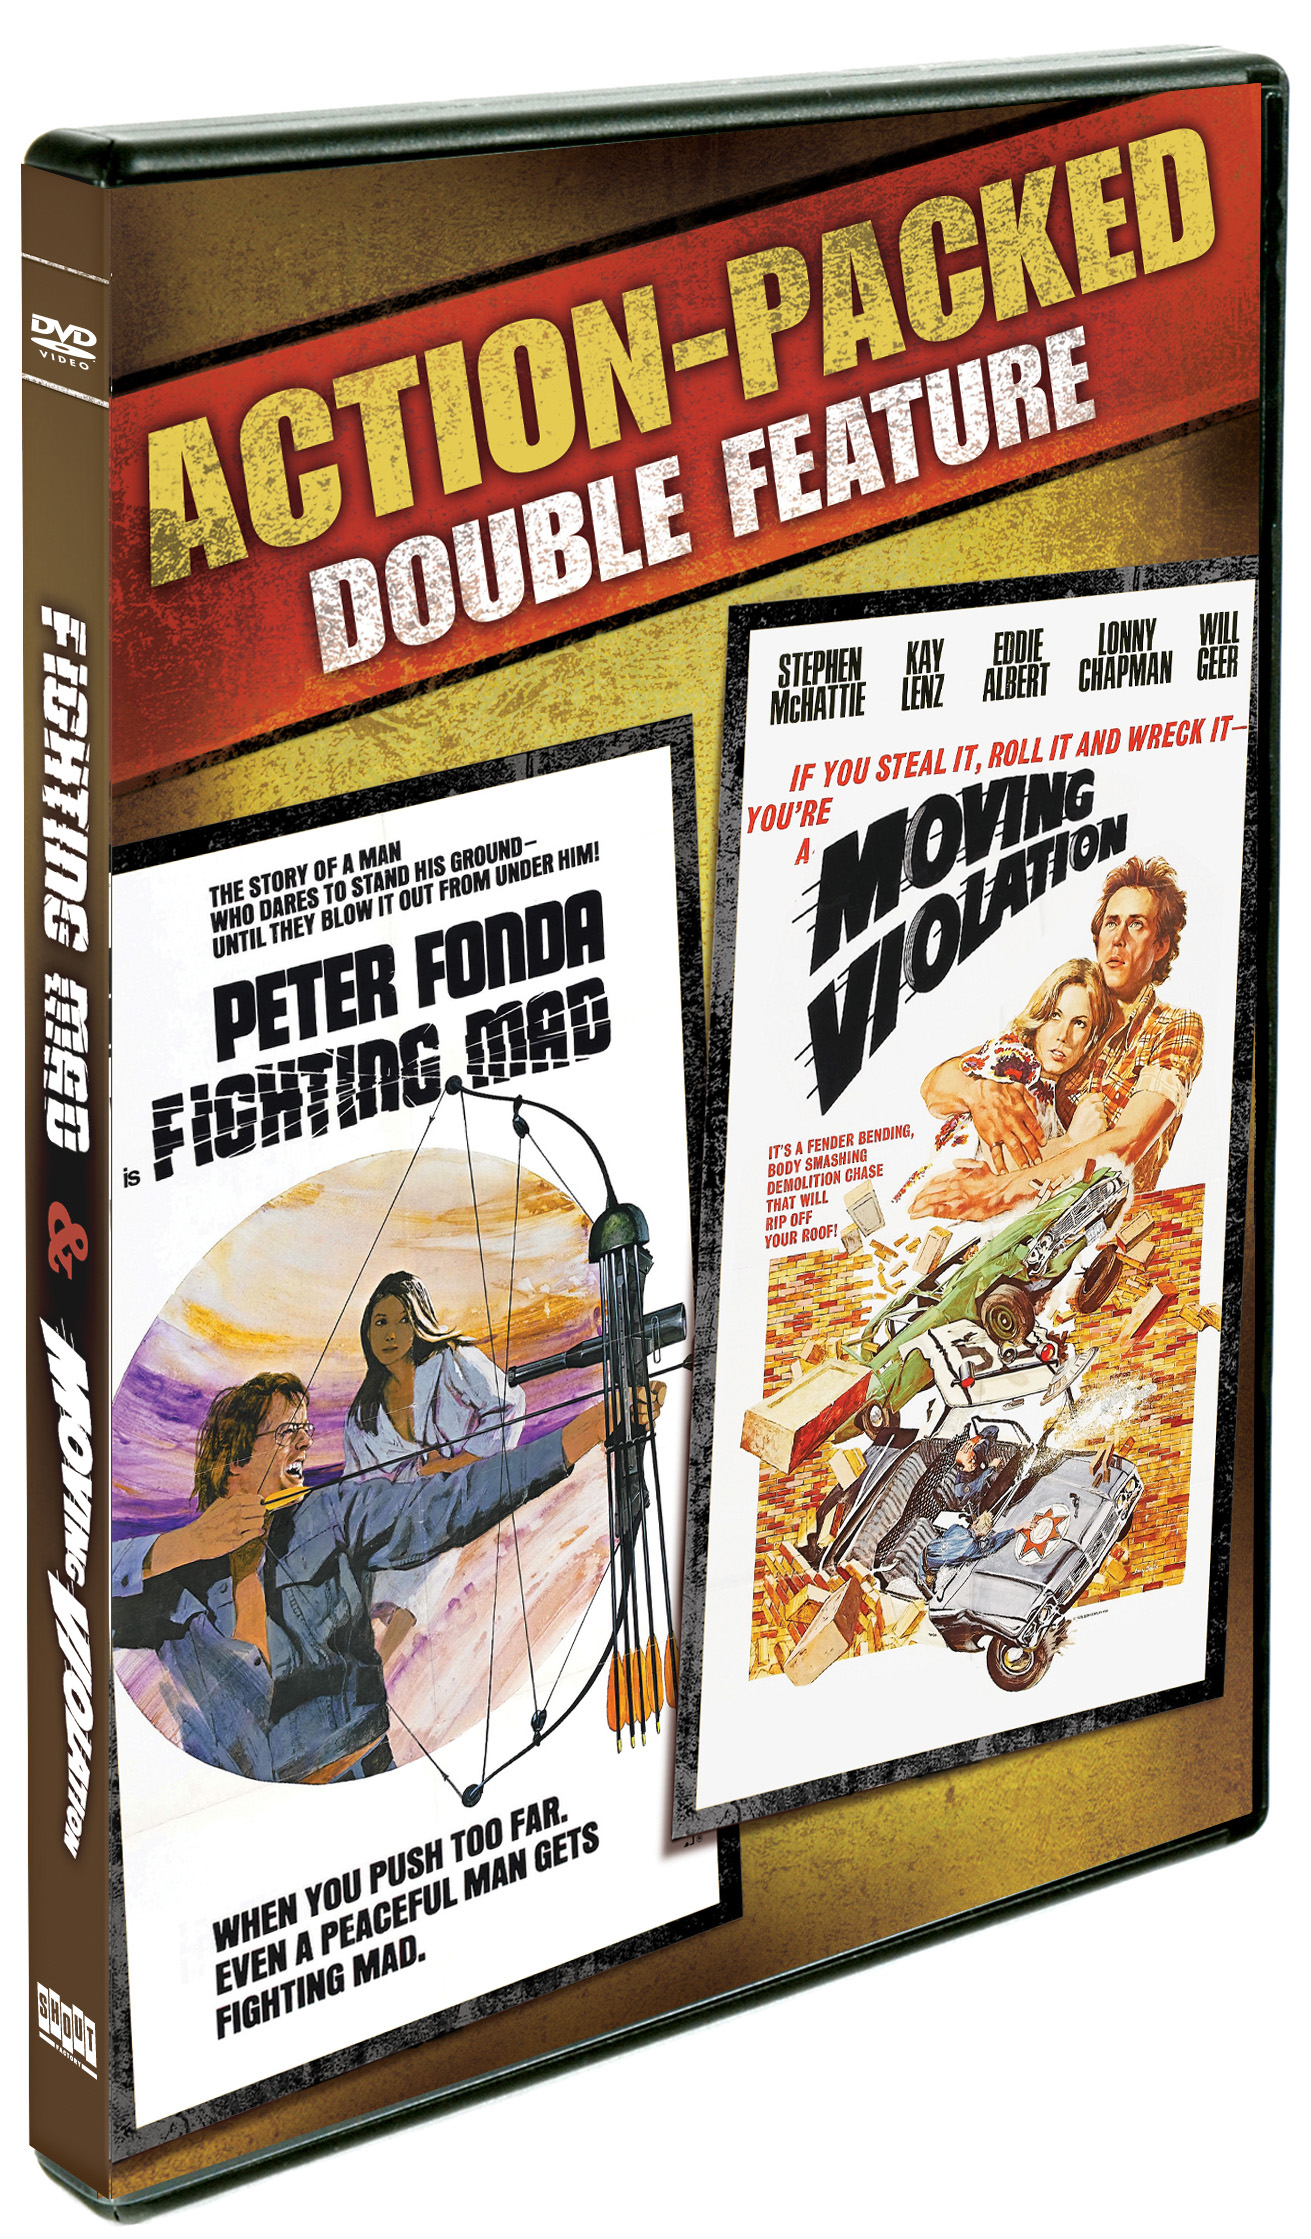 ACTION-PACKED
DOUBLE FEATURE
THE STORY OF A MAN
WHO DARES TO STAND HIS GROUND—
UNTIL THEY BLOW IT OUT FROM UNDER HIM!
PETER FONDA
is FIGHTING MAD
WHEN YOU PUSH TOO FAR.
EVEN A PEACEFUL MAN GETS
FIGHTING MAD.
STEPHEN McHATTIE
KAY LENZ
EDDIE ALBERT
LONNY CHAPMAN
WILL GEER
IF YOU STEAL IT, ROLL IT AND WRECK IT—
YOU'RE
A
MOVING
VIOLATION
IT'S A FENDER BENDING,
BODY SMASHING
DEMOLITION CHASE
THAT WILL
RIP OFF
YOUR ROOF!
DVD
VIDEO
FIGHTING MAD & MOVING VIOLATION
SHOUT
FACTORY